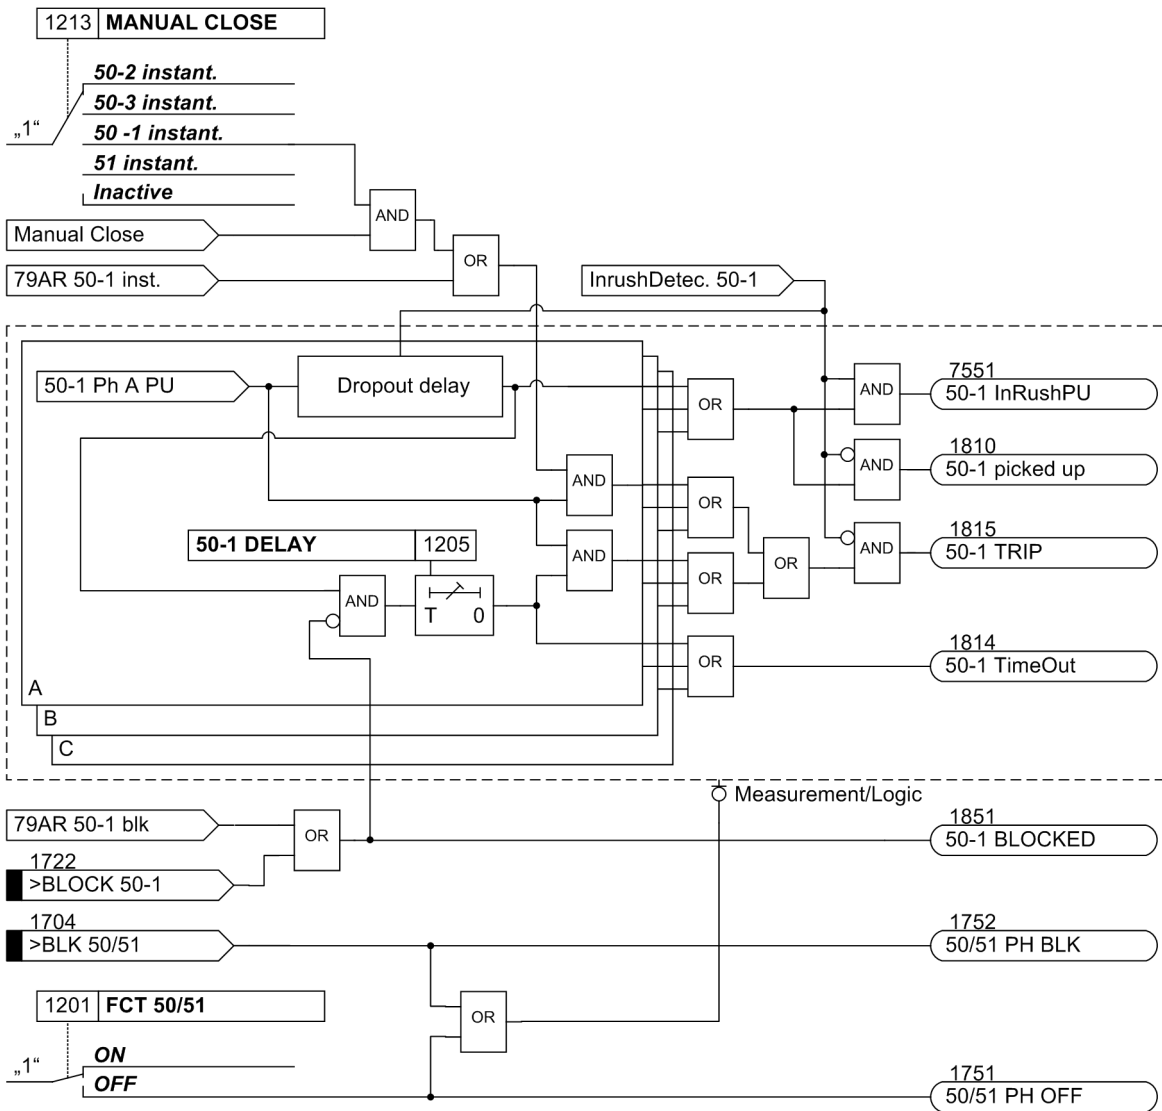 1213 MANUAL CLOSE
50-2 instant.
50-3 instant.
„1“
50 -1 instant.
51 instant.
Inactive
AND
Manual Close
OR
79AR 50-1 inst.
InrushDetec. 50-1
50-1 Ph A PU
Dropout delay
OR
AND
7551
50-1 InRushPU
AND
1810
50-1 picked up
AND
OR
50-1 DELAY 1205
AND
OR
OR
AND
1815
50-1 TRIP
AND
T 0
OR
1814
50-1 TimeOut
A
B
C
Measurement/Logic
79AR 50-1 blk
OR
1851
50-1 BLOCKED
1722
>BLOCK 50-1
1704
>BLK 50/51
1752
50/51 PH BLK
1201 FCT 50/51
OR
„1“
ON
OFF
1751
50/51 PH OFF